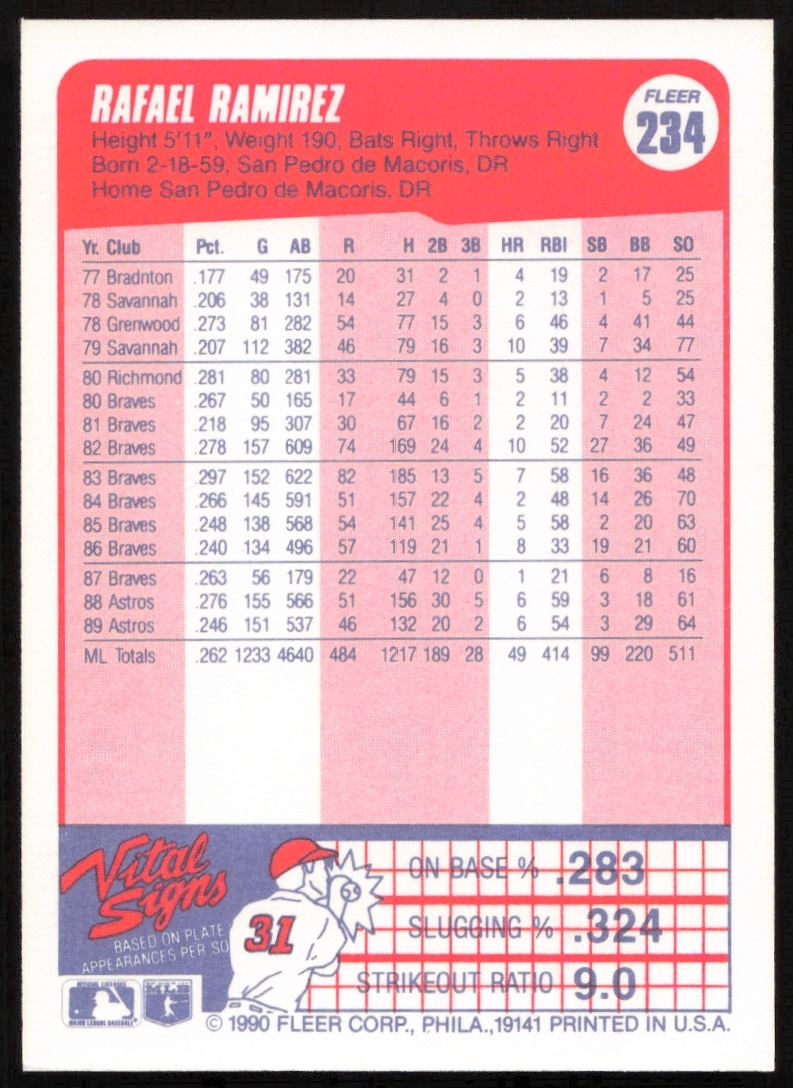 RAFAEL RAMIREZ
FLEER
234
Height 5'11", Weight 190, Bats Right, Throws Right
Born 2-18-59, San Pedro de Macoris, DR
Home San Pedro de Macoris, DR
Yr. Club Pct. G AB R H 2B 3B HR RBI SB BB SO
77 Bradnton .177 49 175 20 31 2 1 4 19 2 17 25
78 Savannah .206 38 131 14 27 4 0 2 13 1 5 25
78 Grenwood .273 81 282 54 77 15 3 6 46 4 41 44
79 Savannah .207 112 382 46 79 16 3 10 39 7 34 77
80 Richmond .281 80 281 33 79 15 3 5 38 4 12 54
80 Braves .267 50 165 17 44 6 1 2 11 2 2 33
81 Braves .218 95 307 30 67 16 2 2 20 7 24 47
82 Braves .278 157 609 74 169 24 4 10 52 27 36 49
83 Braves .297 152 622 82 185 13 5 7 58 16 36 48
84 Braves .266 145 591 51 157 22 4 2 48 14 26 70
85 Braves .248 138 568 54 141 25 4 5 58 2 20 63
86 Braves .240 134 496 57 119 21 1 8 33 19 21 60
87 Braves .263 56 179 22 47 12 0 1 21 6 8 16
88 Astros .276 155 566 51 156 30 5 6 59 3 18 61
89 Astros .246 151 537 46 132 20 2 6 54 3 29 64
ML Totals .262 1233 4640 484 1217 189 28 49 414 99 220 511
Vital
Signs
BASED ON PLATE
APPEARANCES PER SO
31
ON BASE % .283
SLUGGING % .324
STRIKEOUT RATIO 9.0
OFFICIAL LICENSEE
MAJOR LEAGUE BASEBALL
© 1990 FLEER CORP., PHILA.,19141 PRINTED IN U.S.A.